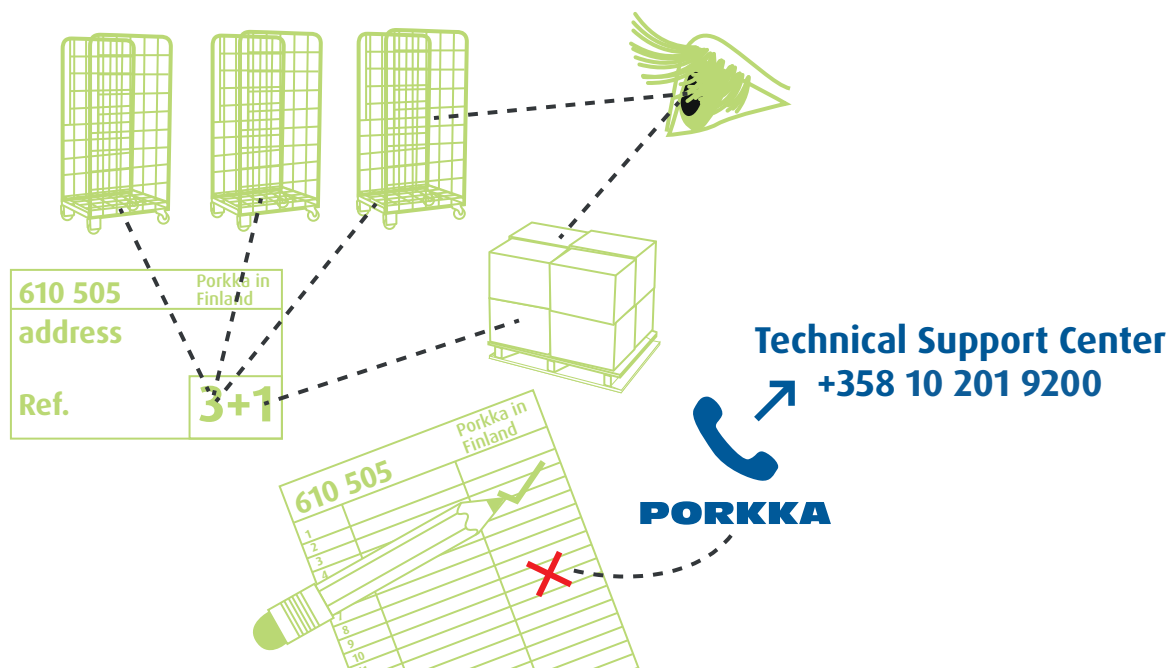 610 505
Porkka in
Finland
address
Ref.
3+1
Technical Support Center
+358 10 201 9200
PORKKA
610 505
Porkka in
Finland
1
2
3
4
8
9
10